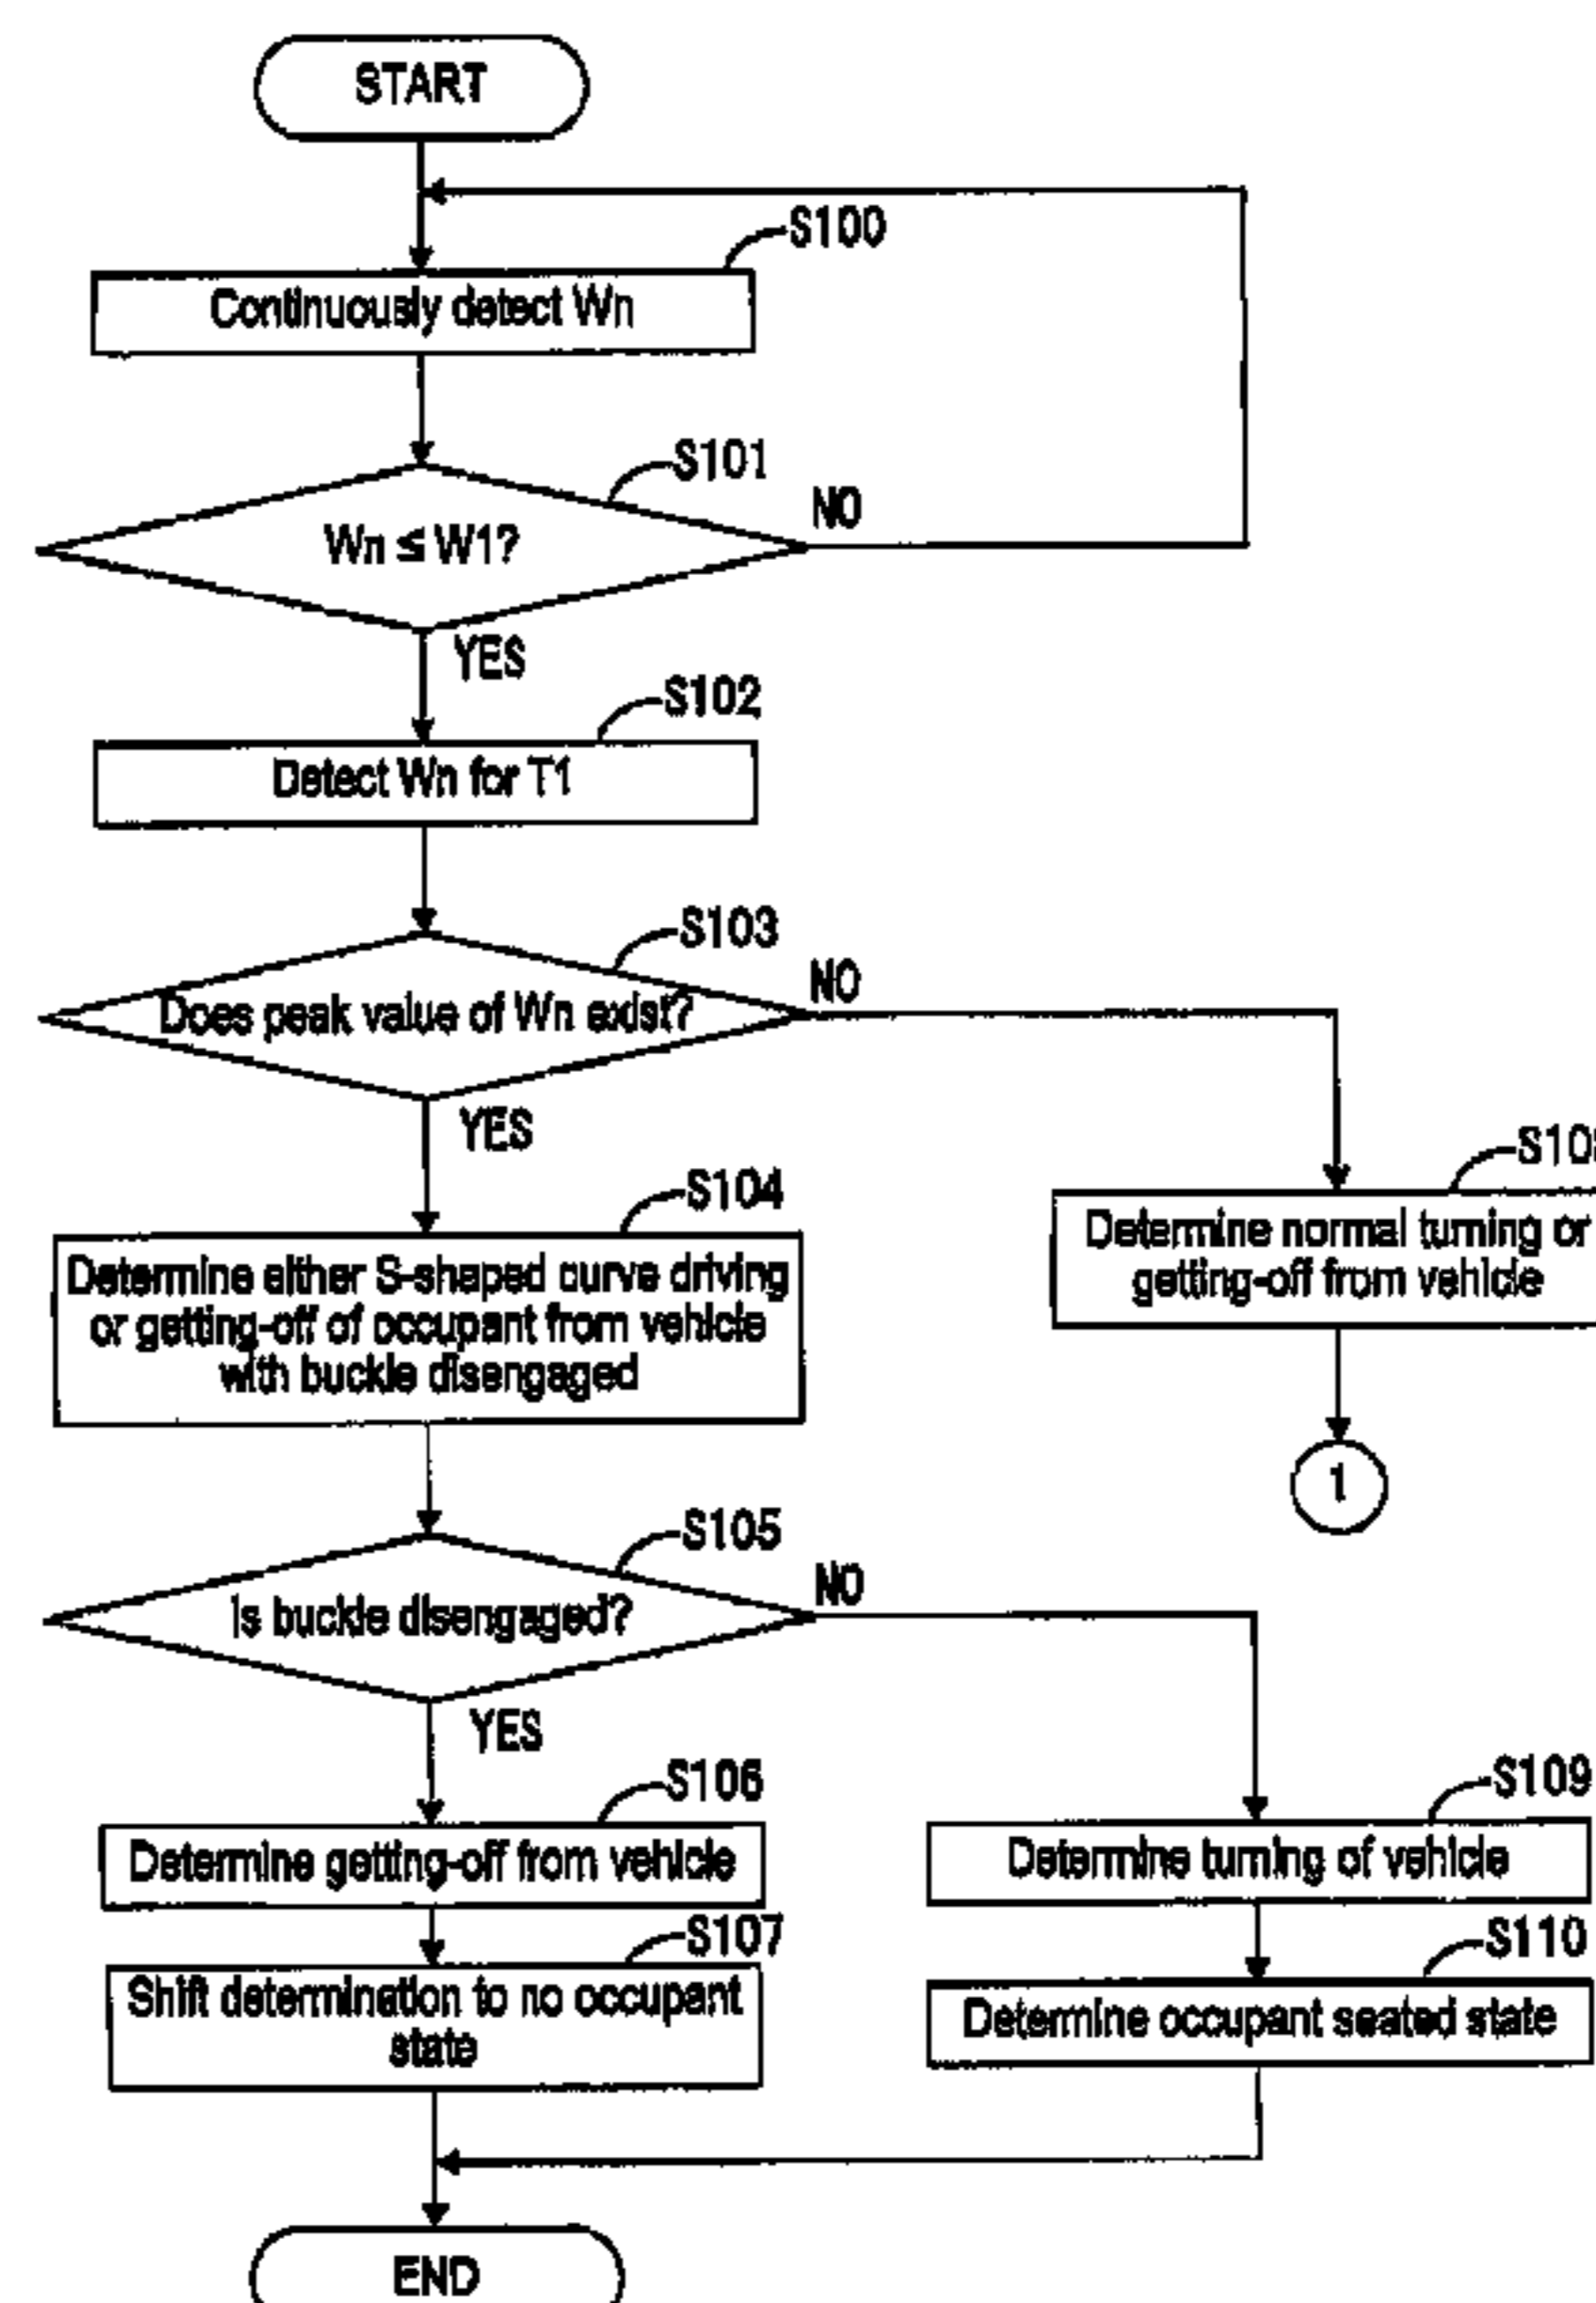 START
S100
Continuously detect Wn
S101
Wn ≤ W1?
NO
YES
S102
Detect Wn for T1
S103
Does peak value of Wn exist?
NO
YES
S104
Determine either S-shaped curve driving
or getting-off of occupant from vehicle
with buckle disengaged
Determine normal turning or
getting-off from vehicle
1
S105
Is buckle disengaged?
NO
YES
S106
Determine getting-off from vehicle
S107
Shift determination to no occupant
state
S109
Determine turning of vehicle
S110
Determine occupant seated state
END